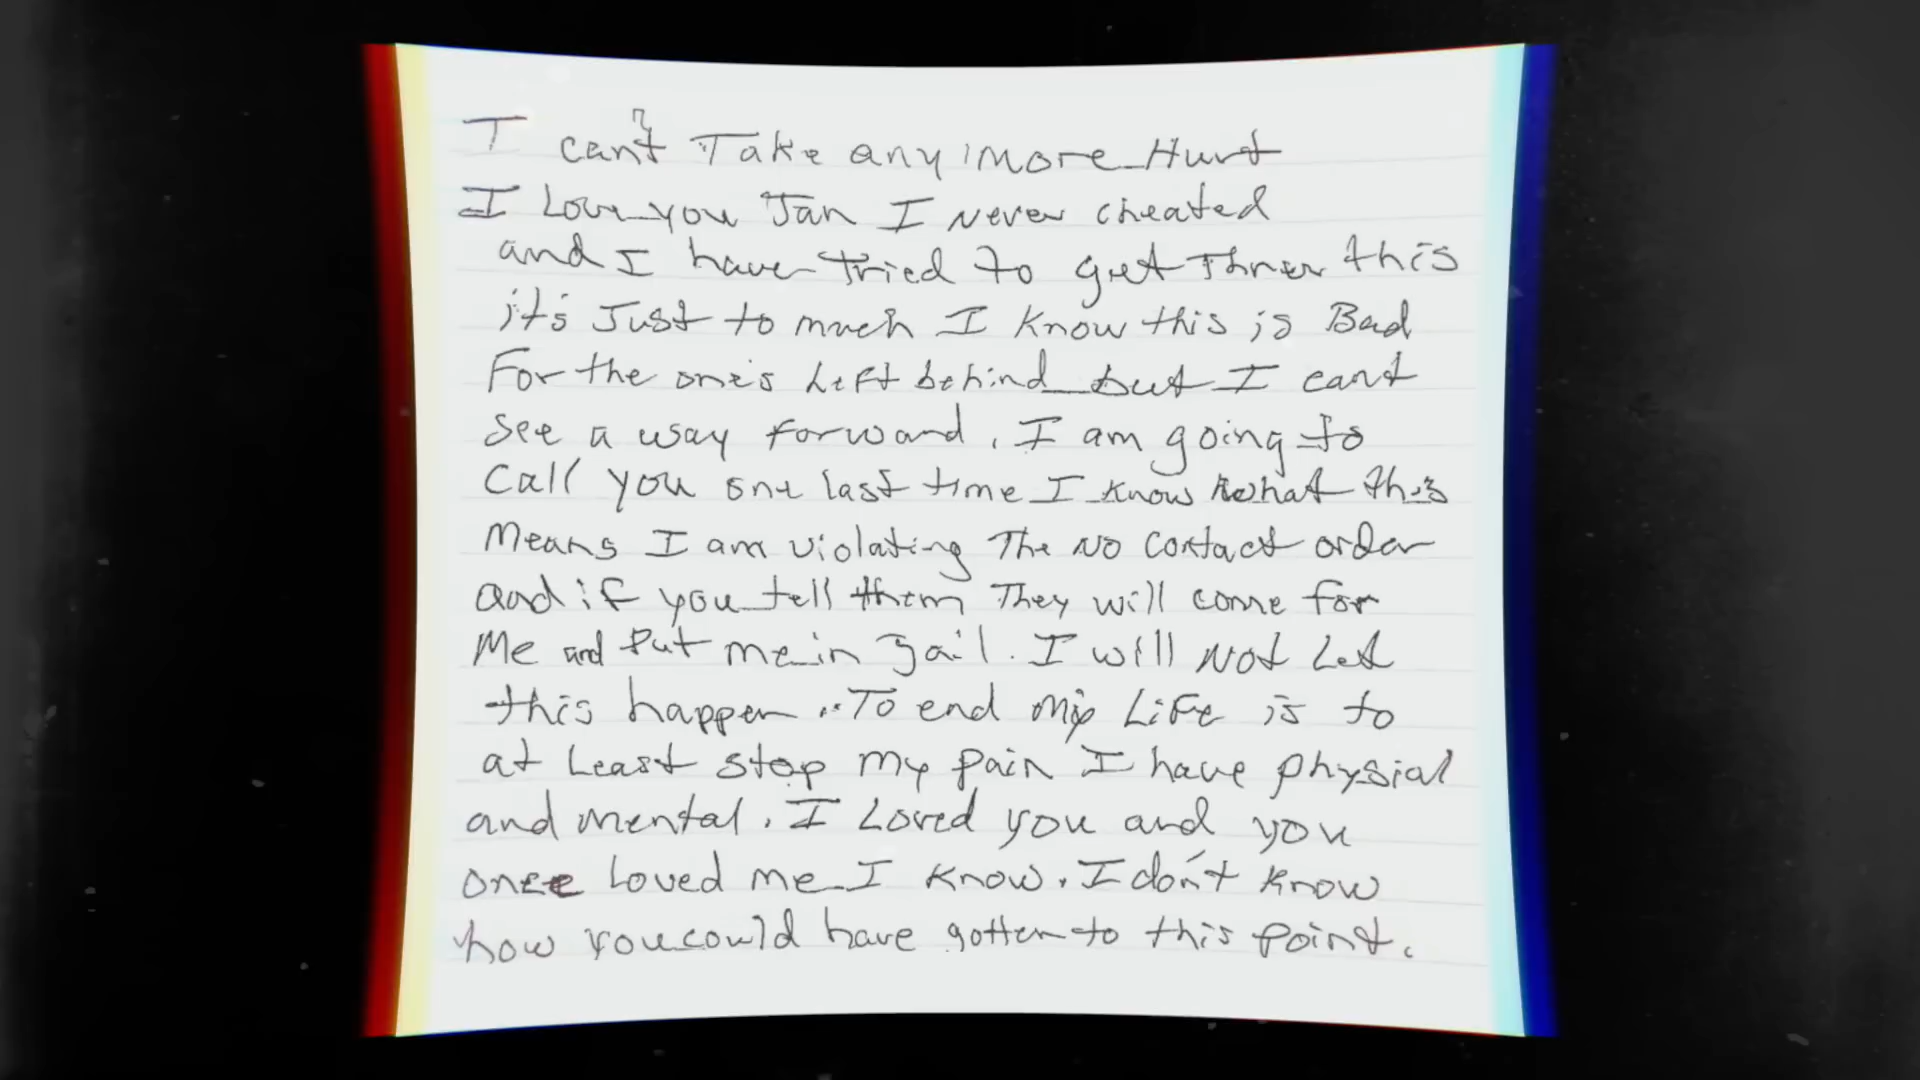 I can't Take any more Hurt
I Love you Jan I Never cheated
and I have tried to get Threw this
it's Just to much I know this is Bad
For the one's Left behind but I can't
see a way forward. I am going to
Call you one last time I know what this
Means I am violating The No Contact order
and if you tell them They will come for
Me and Put me in Jail. I will Not Let
this happen. To end my Life is to
at Least stop my pain I have physial
and mental. I Loved you and you
once loved me I know. I don't know
how you could have gotten to this point.